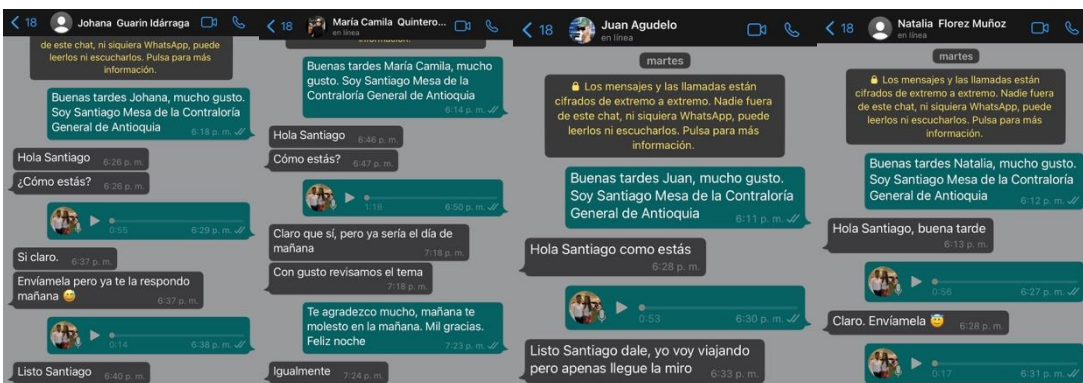 18
Johana Guarin Idárraga
de este chat, ni siquiera WhatsApp, puede
leerlos ni escucharlos. Pulsa para más
información.
Buenas tardes Johana, mucho gusto.
Soy Santiago Mesa de la Contraloría
General de Antioquia
6:18 p. m.
Hola Santiago
6:26 p. m.
¿Cómo estás?
6:26 p. m.
0:55
6:29 p. m.
Si claro.
6:37 p. m.
Envíamela pero ya te la respondo
mañana 😅
6:37 p. m.
0:14
6:38 p. m.
Listo Santiago
6:40 p. m.
18
María Camila Quintero...
en línea
Buenas tardes María Camila, mucho
gusto. Soy Santiago Mesa de la
Contraloría General de Antioquia
6:14 p. m.
Hola Santiago
6:46 p. m.
Cómo estás?
6:47 p. m.
1:18
6:50 p. m.
Claro que sí, pero ya sería el día de
mañana
7:18 p. m.
Con gusto revisamos el tema
7:18 p. m.
Te agradezco mucho, mañana te
molesto en la mañana. Mil gracias.
Feliz noche
7:23 p. m.
Igualmente
7:24 p. m.
18
Juan Agudelo
en línea
martes
Los mensajes y las llamadas están
cifrados de extremo a extremo. Nadie fuera
de este chat, ni siquiera WhatsApp, puede
leerlos ni escucharlos. Pulsa para más
información.
Buenas tardes Juan, mucho gusto.
Soy Santiago Mesa de la Contraloría
General de Antioquia
6:11 p. m.
Hola Santiago como estás
6:28 p. m.
0:53
6:30 p. m.
Listo Santiago dale, yo voy viajando
pero apenas llegue la miro
6:33 p. m.
18
Natalia Florez Muñoz
en línea
martes
Los mensajes y las llamadas están
cifrados de extremo a extremo. Nadie fuera
de este chat, ni siquiera WhatsApp, puede
leerlos ni escucharlos. Pulsa para más
información.
Buenas tardes Natalia, mucho gusto.
Soy Santiago Mesa de la Contraloría
General de Antioquia
6:12 p. m.
Hola Santiago, buena tarde
6:13 p. m.
0:56
6:27 p. m.
Claro. Envíamela 😇
6:28 p. m.
0:17
6:31 p. m.